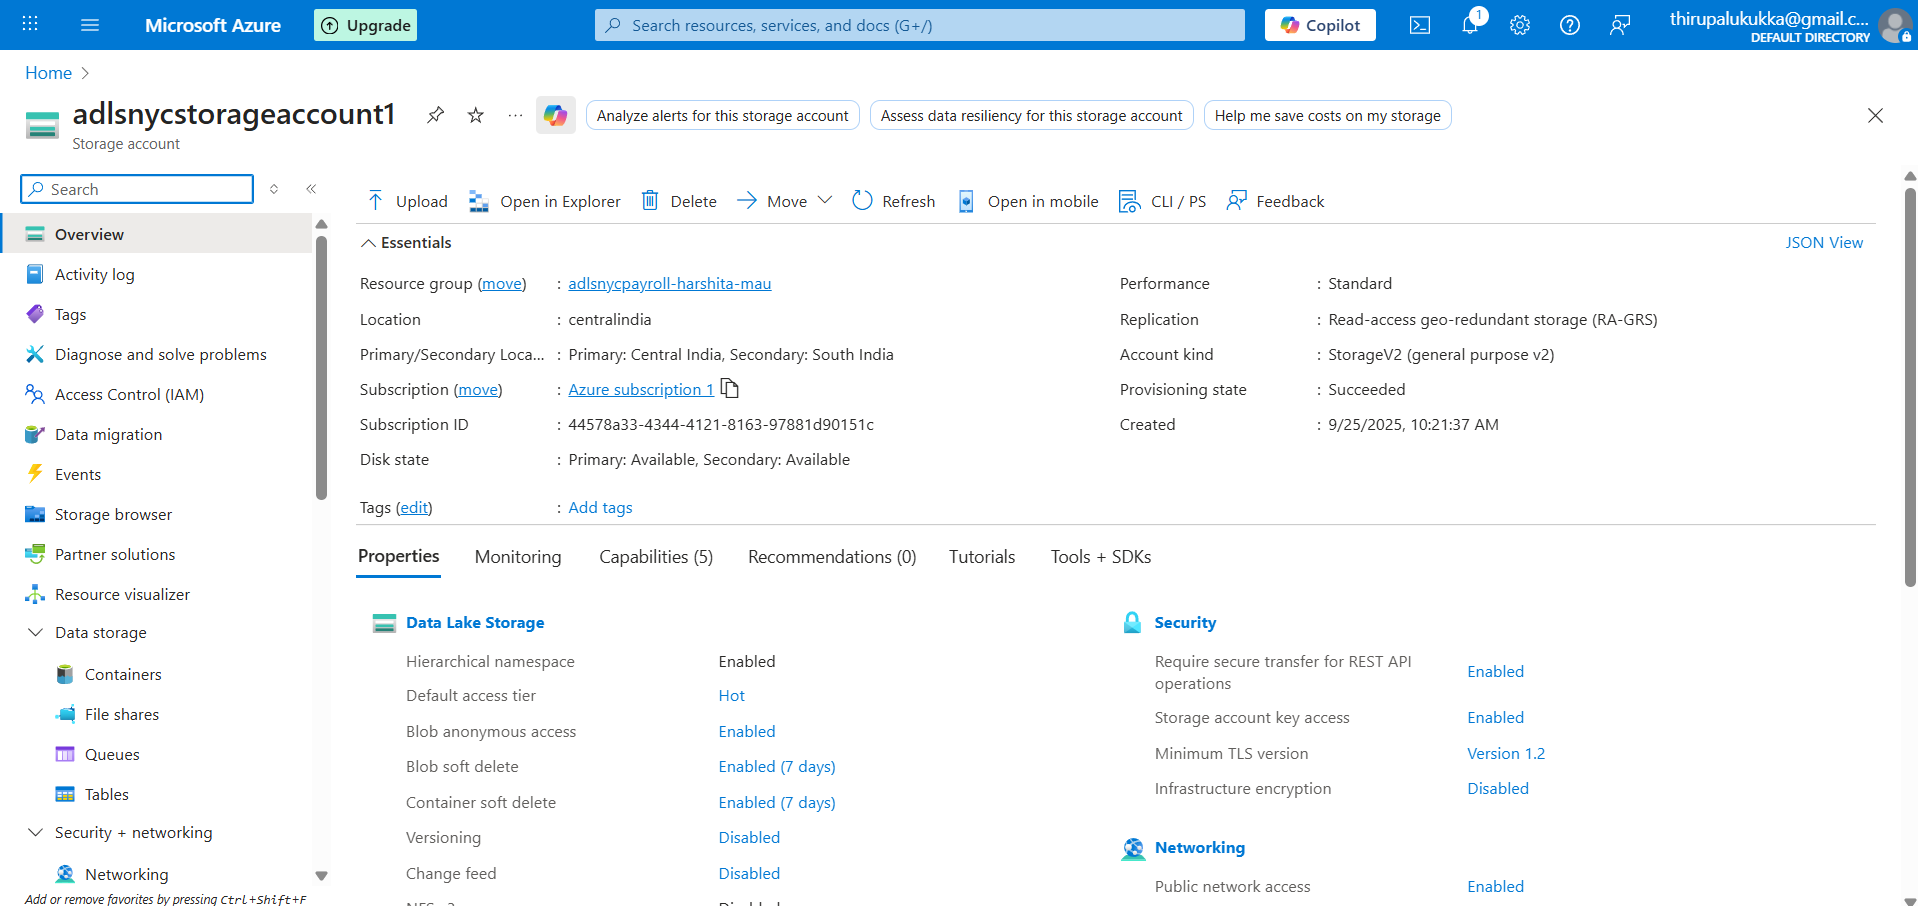 Microsoft Azure
Upgrade
Search resources, services, and docs (G+/)
Copilot
1
thirupalukukka@gmail.c...
DEFAULT DIRECTORY
Home
adlsnycstorageaccount1
Storage account
Analyze alerts for this storage account
Assess data resiliency for this storage account
Help me save costs on my storage
Search
Overview
Activity log
Tags
Diagnose and solve problems
Access Control (IAM)
Data migration
Events
Storage browser
Partner solutions
Resource visualizer
Data storage
Containers
File shares
Queues
Tables
Security + networking
Networking
Add or remove favorites by pressing Ctrl+Shift+F
Upload
Open in Explorer
Delete
Move
Refresh
Open in mobile
CLI / PS
Feedback
Essentials
JSON View
Resource group (move) : adlsnycpayroll-harshita-mau
Location : centralindia
Primary/Secondary Loca... : Primary: Central India, Secondary: South India
Subscription (move) : Azure subscription 1
Subscription ID : 44578a33-4344-4121-8163-97881d90151c
Disk state : Primary: Available, Secondary: Available
Tags (edit) : Add tags
Performance : Standard
Replication : Read-access geo-redundant storage (RA-GRS)
Account kind : StorageV2 (general purpose v2)
Provisioning state : Succeeded
Created : 9/25/2025, 10:21:37 AM
Properties
Monitoring
Capabilities (5)
Recommendations (0)
Tutorials
Tools + SDKs
Data Lake Storage
Hierarchical namespace Enabled
Default access tier Hot
Blob anonymous access Enabled
Blob soft delete Enabled (7 days)
Container soft delete Enabled (7 days)
Versioning Disabled
Change feed Disabled
Security
Require secure transfer for REST API
operations Enabled
Storage account key access Enabled
Minimum TLS version Version 1.2
Infrastructure encryption Disabled
Networking
Public network access Enabled